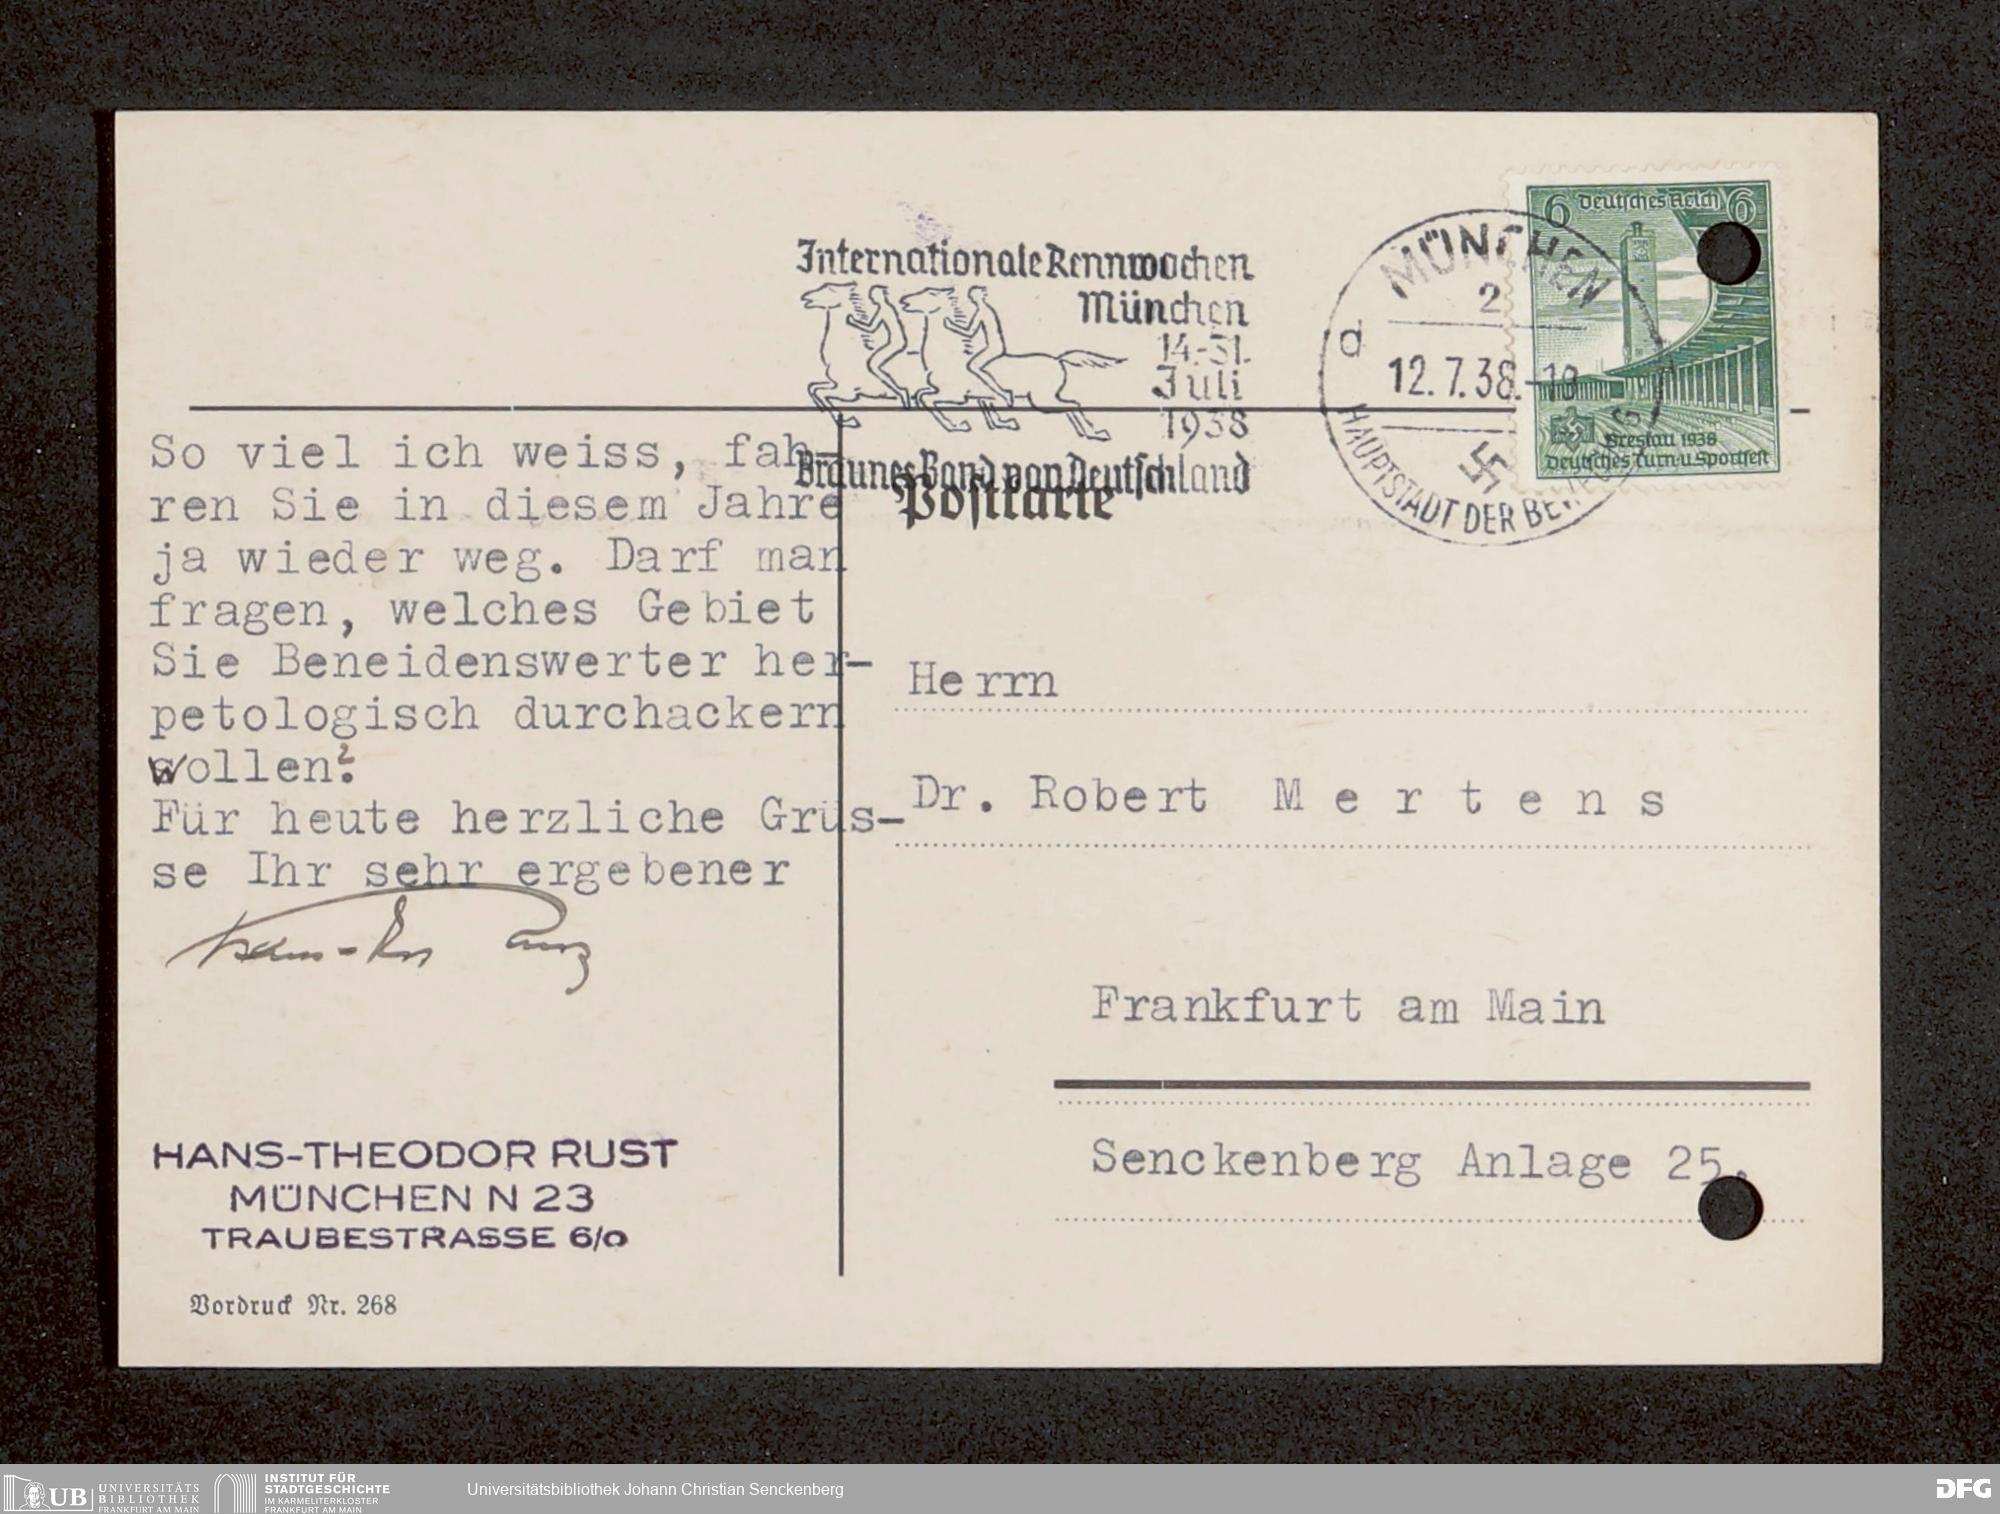 Internationale Rennwochen
München
14.-31.
Juli
1938
Braunes Band von Deutschland
MÜNCHEN
2
d
12.7.38.-18
HAUPTSTADT DER BEWEGUNG
6 Deutsches Reich 6
Breslau 1938
Deutsches Turn-u.Sportfest
Postkarte
So viel ich weiss, fah-
ren Sie in diesem Jahre
ja wieder weg. Darf man
fragen, welches Gebiet
Sie Beneidenswerter her-
petologisch durchackern
wollen?
Für heute herzliche Grüs-
se Ihr sehr ergebener
HANS-THEODOR RUST
MÜNCHEN N 23
TRAUBESTRASSE 6/0
Vordruck Nr. 268
Herrn
Dr. Robert M e r t e n s
Frankfurt am Main
Senckenberg Anlage 25.
UB UNIVERSITÄTS
BIBLIOTHEK
FRANKFURT AM MAIN
INSTITUT FÜR
STADTGESCHICHTE
IM KARMELITERKLOSTER
FRANKFURT AM MAIN
Universitätsbibliothek Johann Christian Senckenberg
DFG